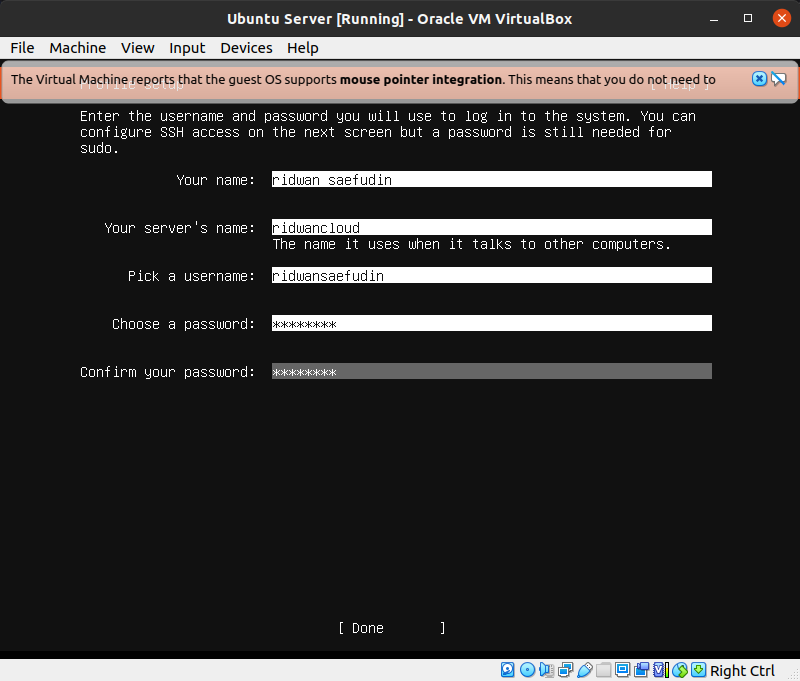 Ubuntu Server [Running] - Oracle VM VirtualBox
File Machine View Input Devices Help
The Virtual Machine reports that the guest OS supports mouse pointer integration. This means that you do not need to
Profile setup [ Help ]
Enter the username and password you will use to log in to the system. You can
configure SSH access on the next screen but a password is still needed for
sudo.
Your name: ridwan saefudin
Your server's name: ridwancloud
The name it uses when it talks to other computers.
Pick a username: ridwansaefudin
Choose a password: ********
Confirm your password: ********
[ Done ]
Right Ctrl